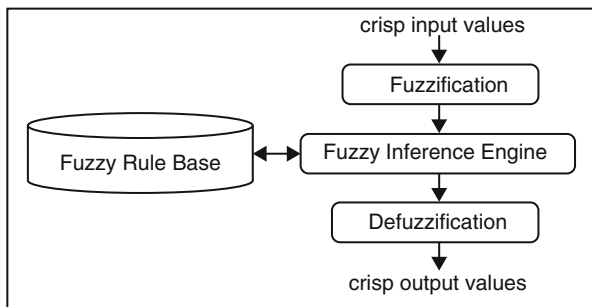 crisp input values
Fuzzification
Fuzzy Rule Base
Fuzzy Inference Engine
Defuzzification
crisp output values